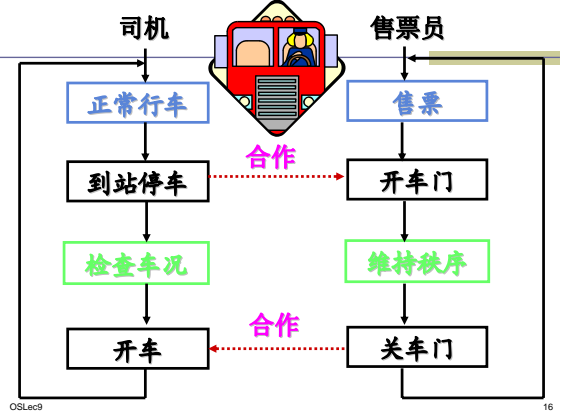 司机
售票员
正常行车
售票
合作
到站停车
开车门
检查车况
维持秩序
合作
开车
关车门
OSLec9
16